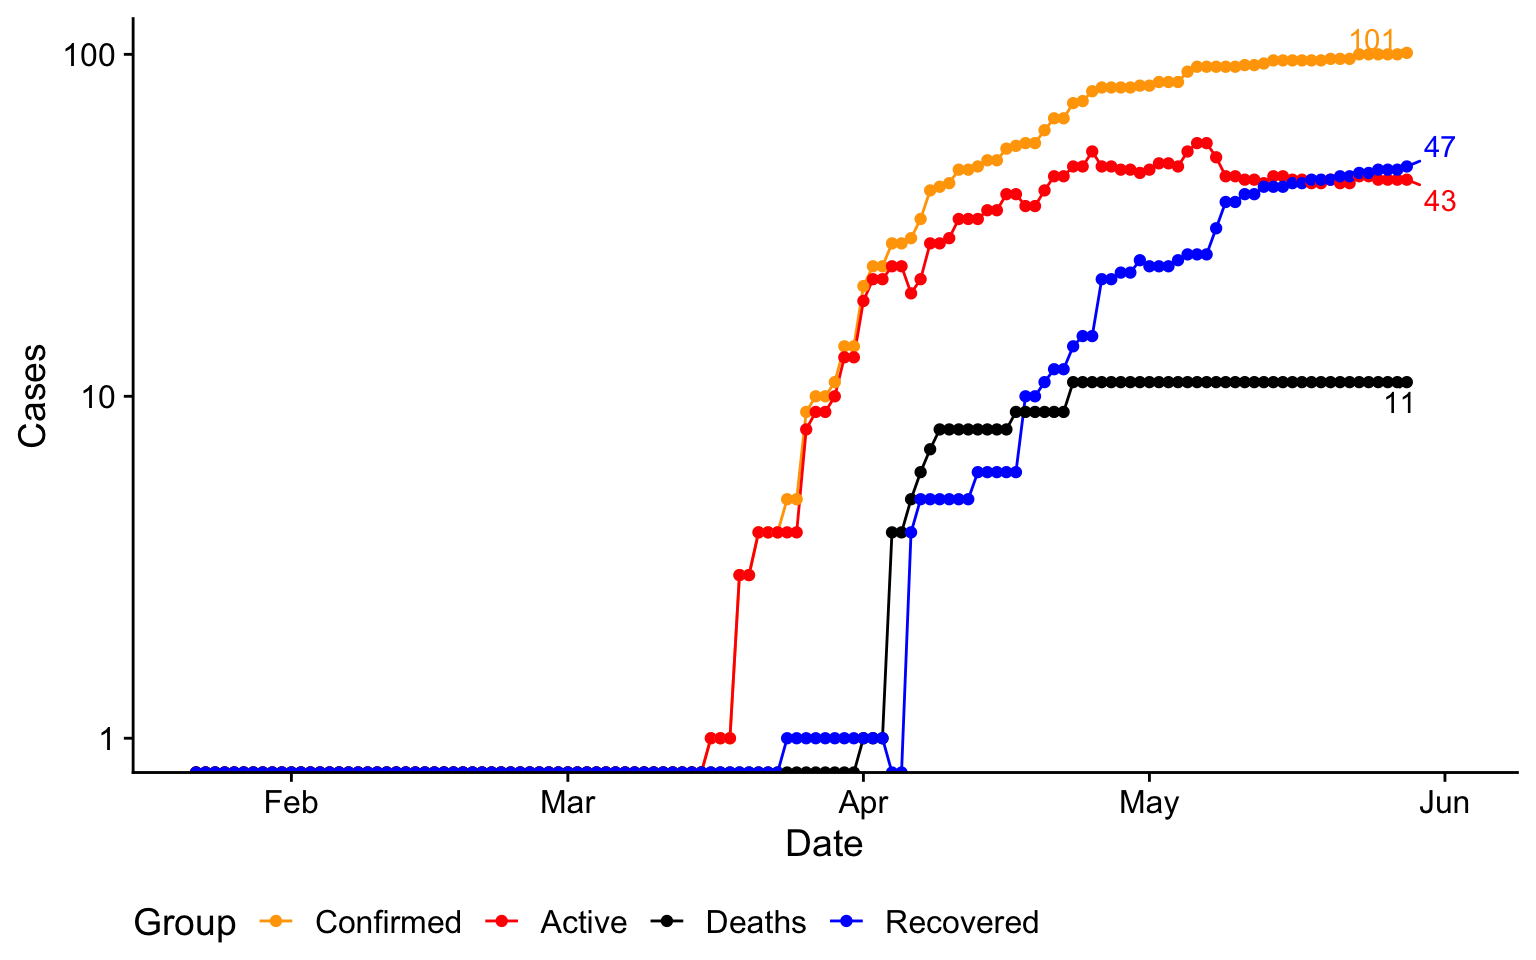 101
100
47
43
10
11
1
Cases
Feb Mar Apr May Jun
Date
Group Confirmed Active Deaths Recovered